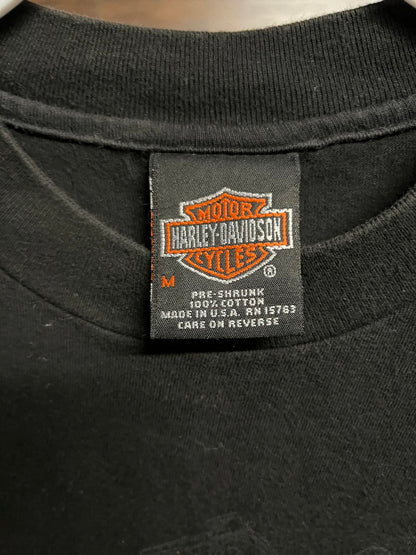 MOTOR
HARLEY-DAVIDSON
CYCLES
®
M
PRE-SHRUNK
100% COTTON
MADE IN U.S.A. RN 15763
CARE ON REVERSE